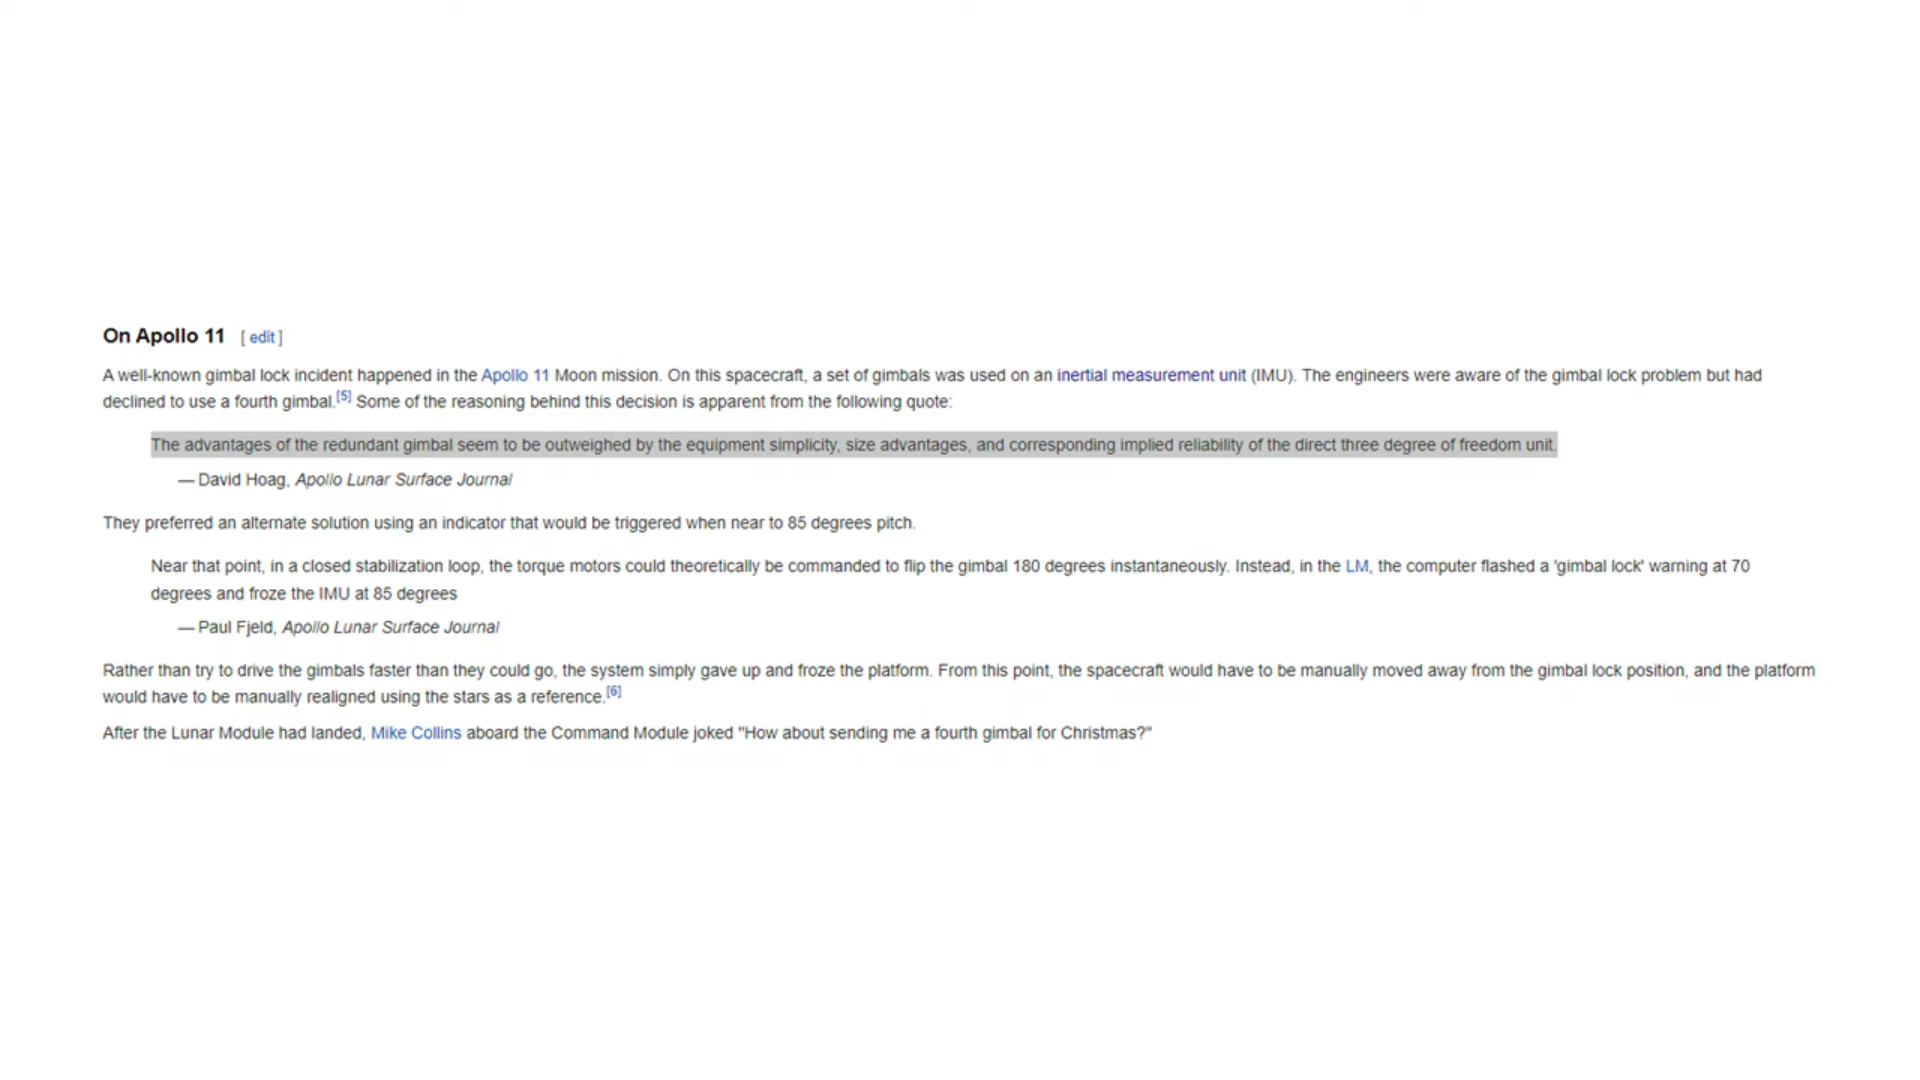 On Apollo 11 [ edit ]
A well-known gimbal lock incident happened in the Apollo 11 Moon mission. On this spacecraft, a set of gimbals was used on an inertial measurement unit (IMU). The engineers were aware of the gimbal lock problem but had
declined to use a fourth gimbal.[5] Some of the reasoning behind this decision is apparent from the following quote:
The advantages of the redundant gimbal seem to be outweighed by the equipment simplicity, size advantages, and corresponding implied reliability of the direct three degree of freedom unit.
— David Hoag, Apollo Lunar Surface Journal
They preferred an alternate solution using an indicator that would be triggered when near to 85 degrees pitch.
Near that point, in a closed stabilization loop, the torque motors could theoretically be commanded to flip the gimbal 180 degrees instantaneously. Instead, in the LM, the computer flashed a 'gimbal lock' warning at 70
degrees and froze the IMU at 85 degrees
— Paul Fjeld, Apollo Lunar Surface Journal
Rather than try to drive the gimbals faster than they could go, the system simply gave up and froze the platform. From this point, the spacecraft would have to be manually moved away from the gimbal lock position, and the platform
would have to be manually realigned using the stars as a reference.[6]
After the Lunar Module had landed, Mike Collins aboard the Command Module joked "How about sending me a fourth gimbal for Christmas?"